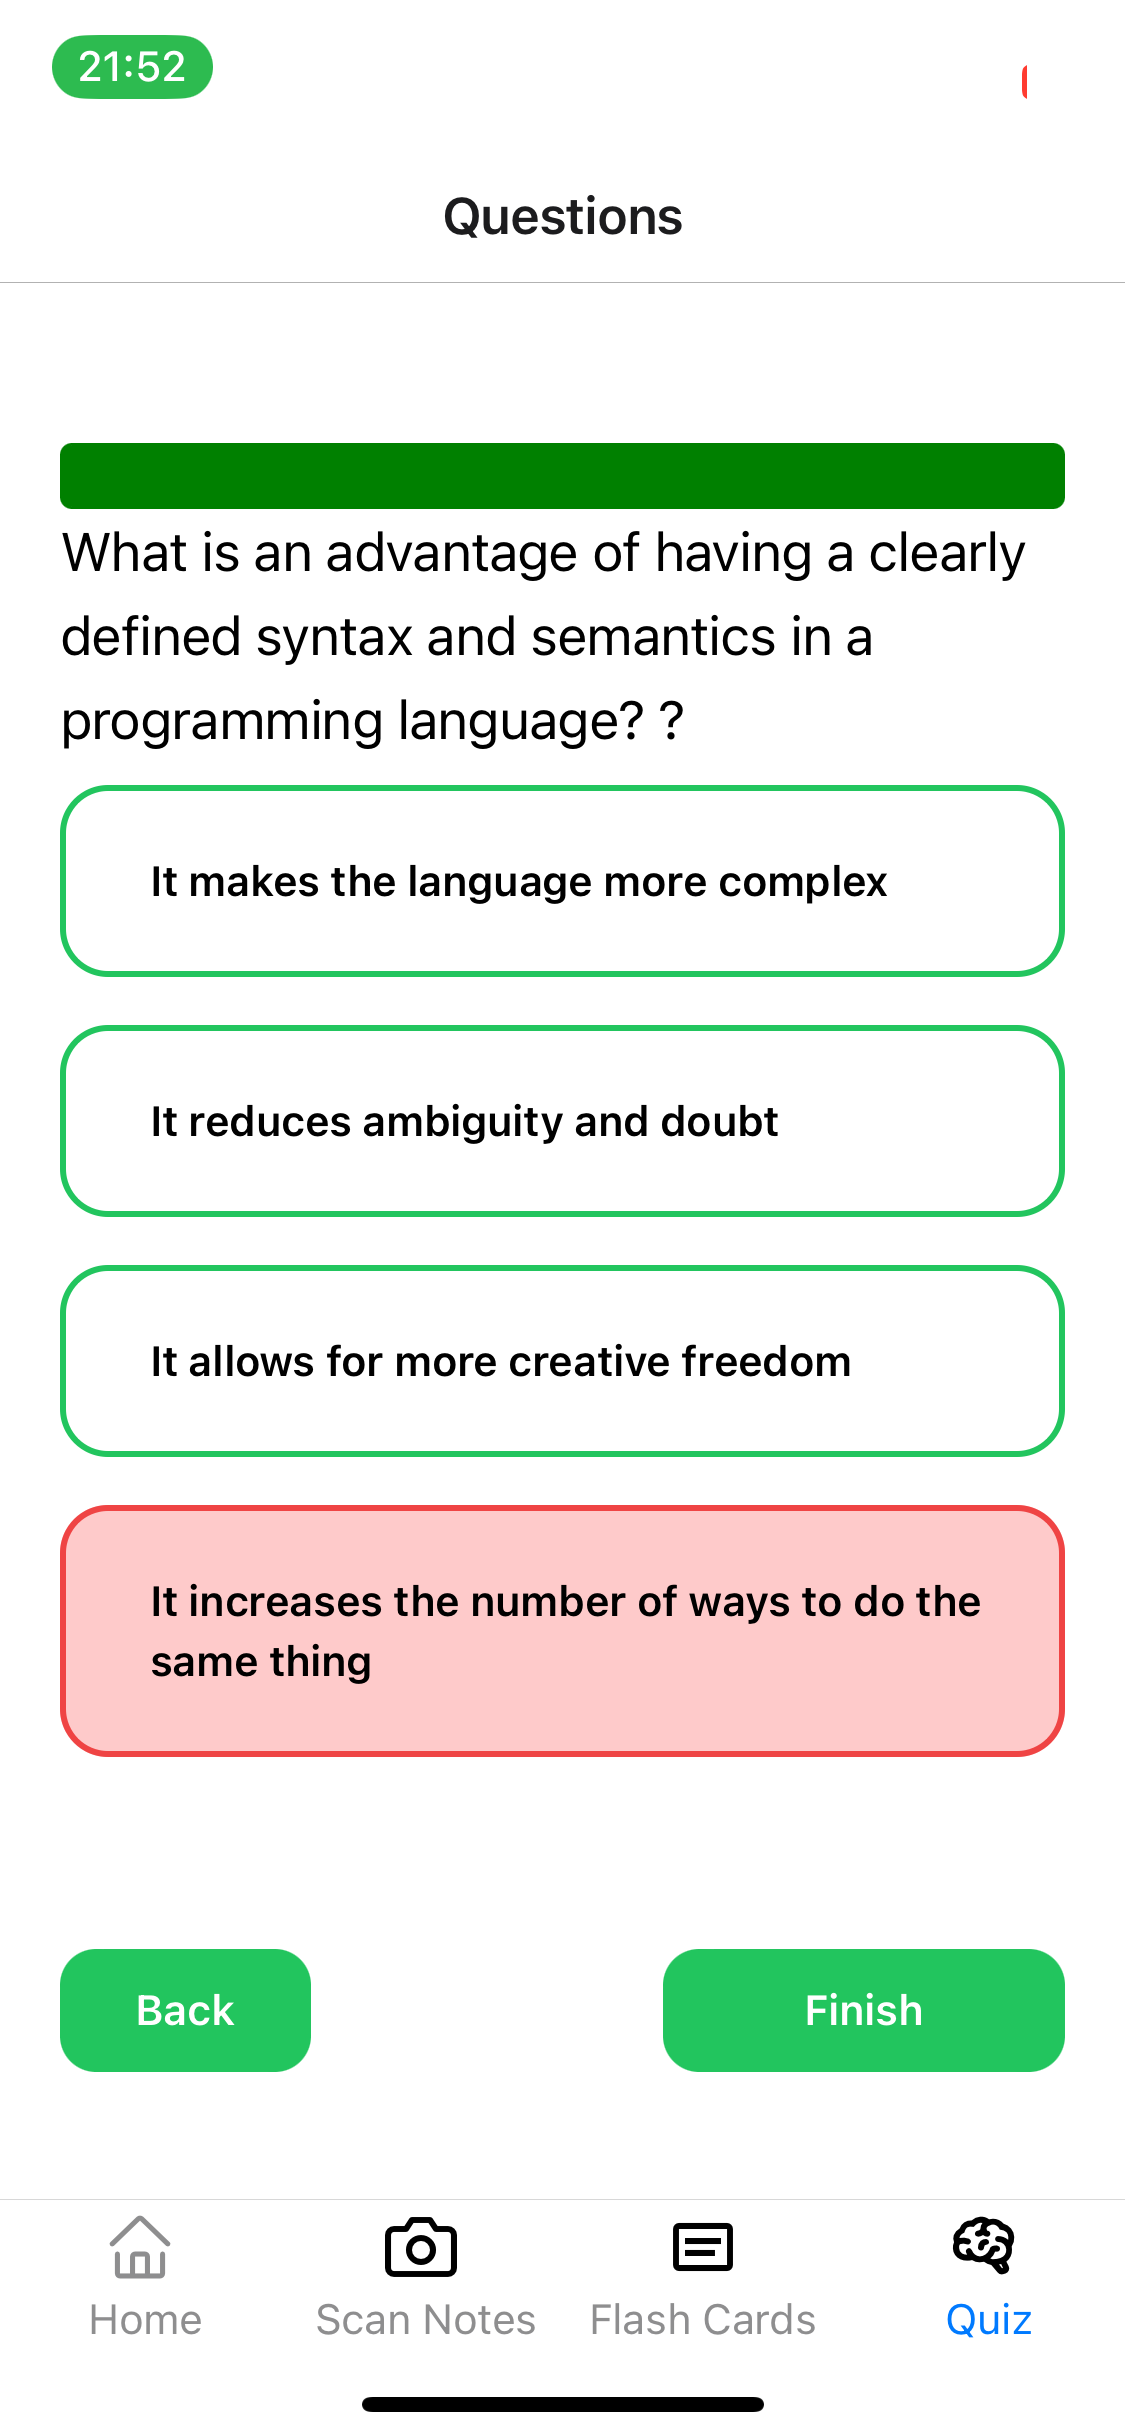 21:52
Questions
What is an advantage of having a clearly
defined syntax and semantics in a
programming language? ?
It makes the language more complex
It reduces ambiguity and doubt
It allows for more creative freedom
It increases the number of ways to do the
same thing
Back
Finish
Home
Scan Notes
Flash Cards
Quiz